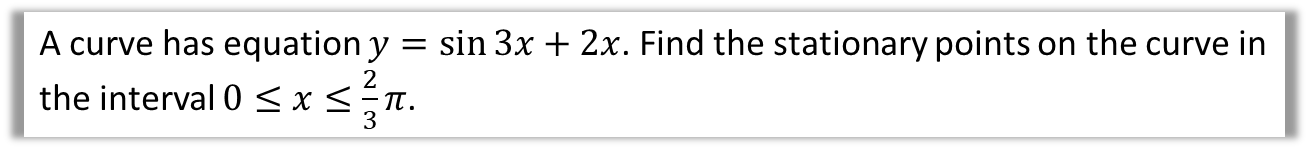 A curve has equation y = sin 3x + 2x. Find the stationary points on the curve in
the interval 0 ≤ x ≤ 2/3 π.